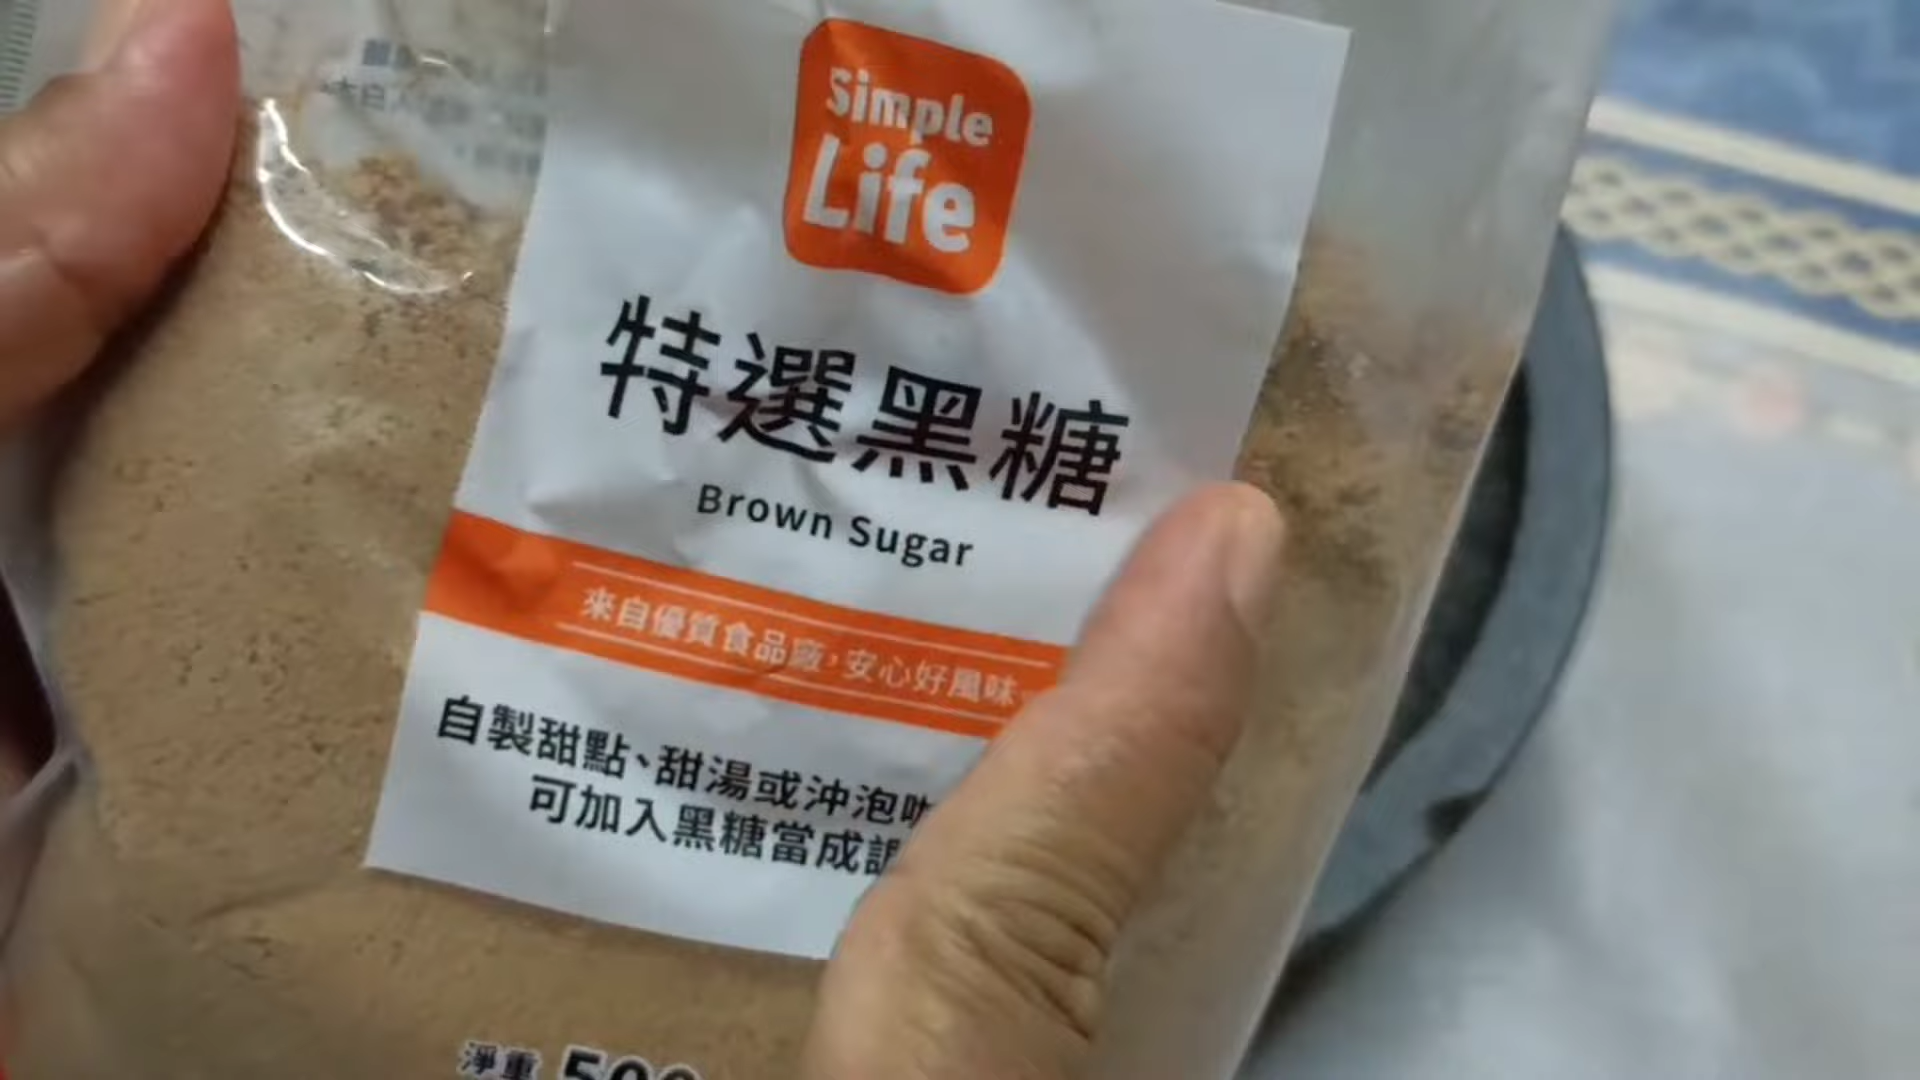 Simple
Life
特選黑糖
Brown Sugar
來自優質食品廠，安心好風味
自製甜點、甜湯或沖泡
可加入黑糖當成
淨重 500